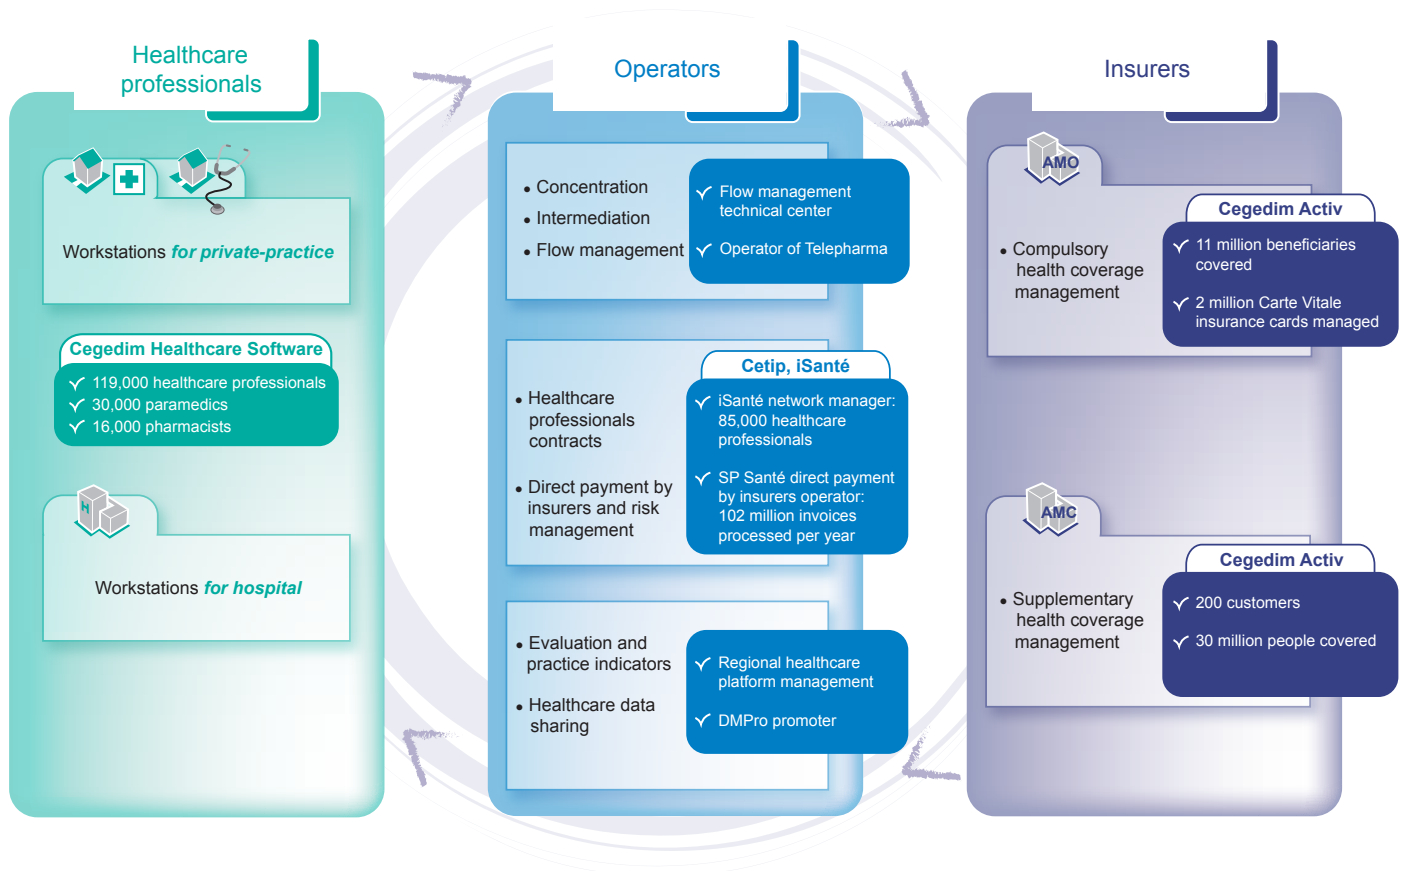 Healthcare
professionals
Workstations for private-practice
Cegedim Healthcare Software
119,000 healthcare professionals
30,000 paramedics
16,000 pharmacists
H
Workstations for hospital
Operators
• Concentration
• Intermediation
• Flow management
Flow management
technical center
Operator of Telepharma
• Healthcare
professionals
contracts
• Direct payment by
insurers and risk
management
Cetip, iSanté
iSanté network manager:
85,000 healthcare
professionals
SP Santé direct payment
by insurers operator:
102 million invoices
processed per year
• Evaluation and
practice indicators
• Healthcare data
sharing
Regional healthcare
platform management
DMPro promoter
Insurers
AMO
• Compulsory
health coverage
management
Cegedim Activ
11 million beneficiaries
covered
2 million Carte Vitale
insurance cards managed
AMC
• Supplementary
health coverage
management
Cegedim Activ
200 customers
30 million people covered